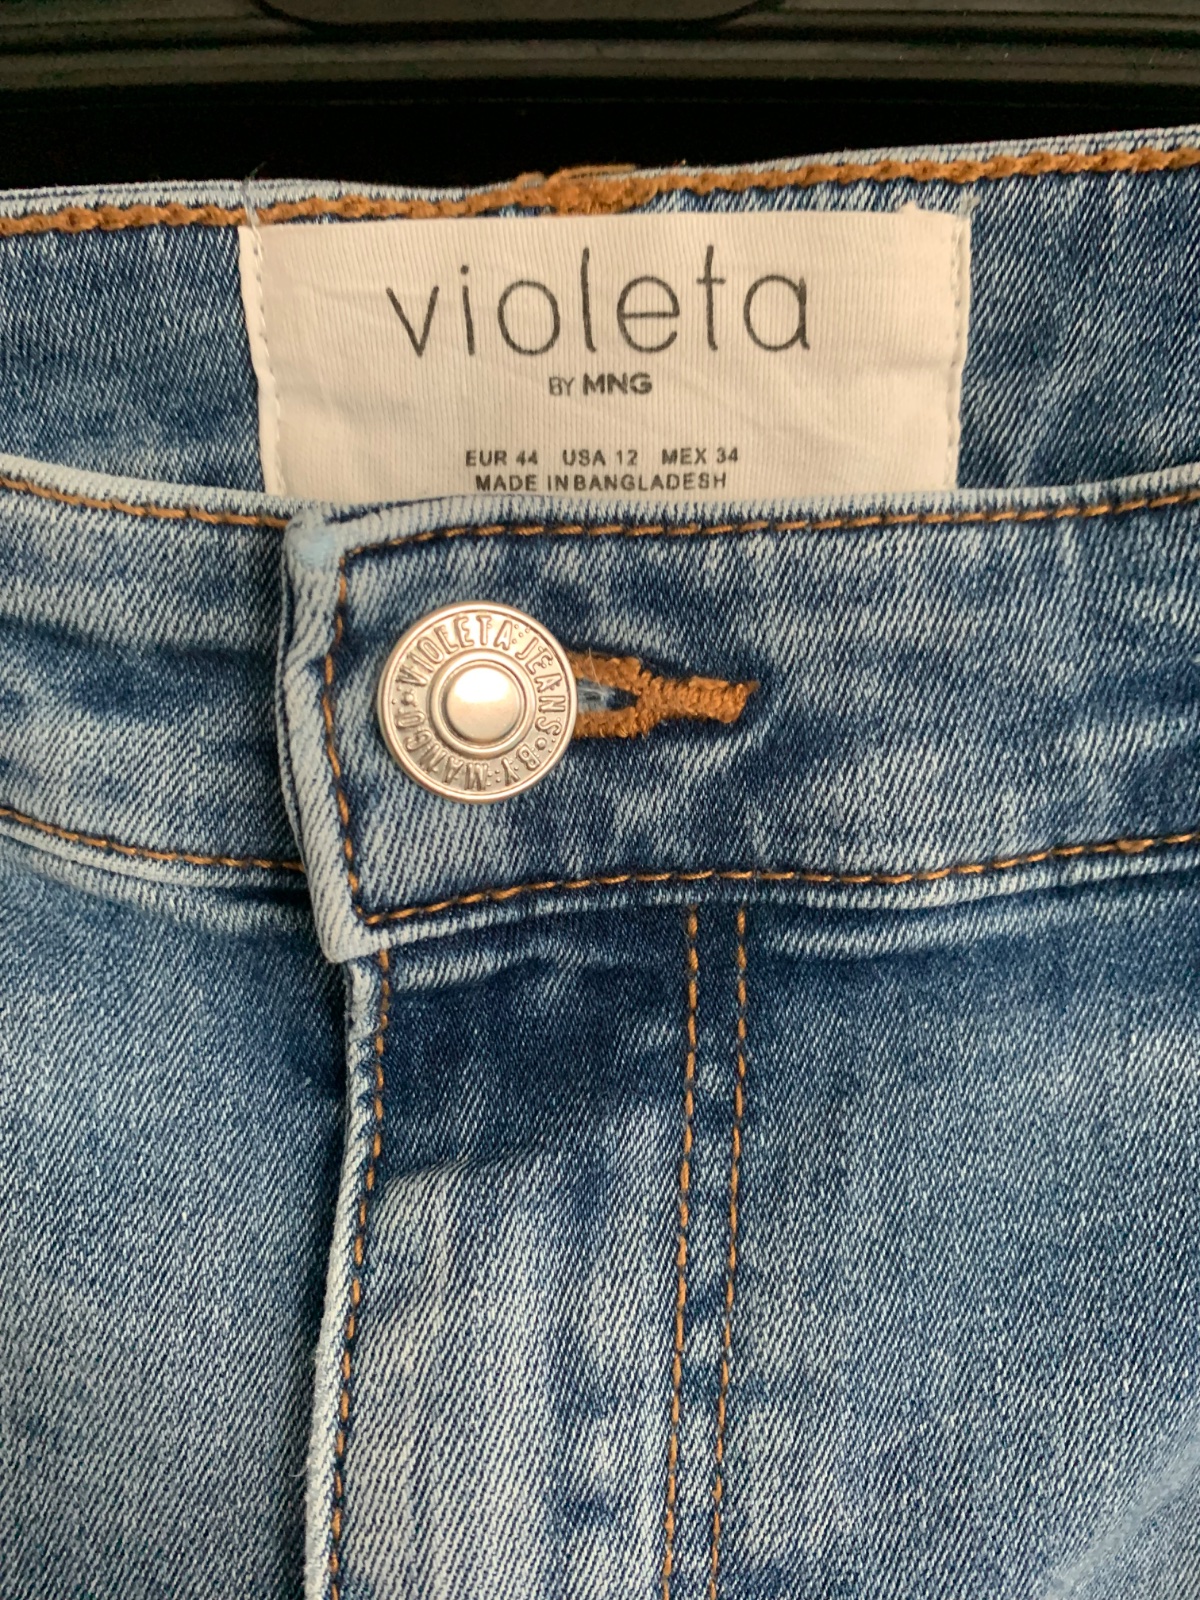 violeta
BY MNG
EUR 44 USA 12 MEX 34
MADE IN BANGLADESH
VIOLETA JEANS BY MANGO